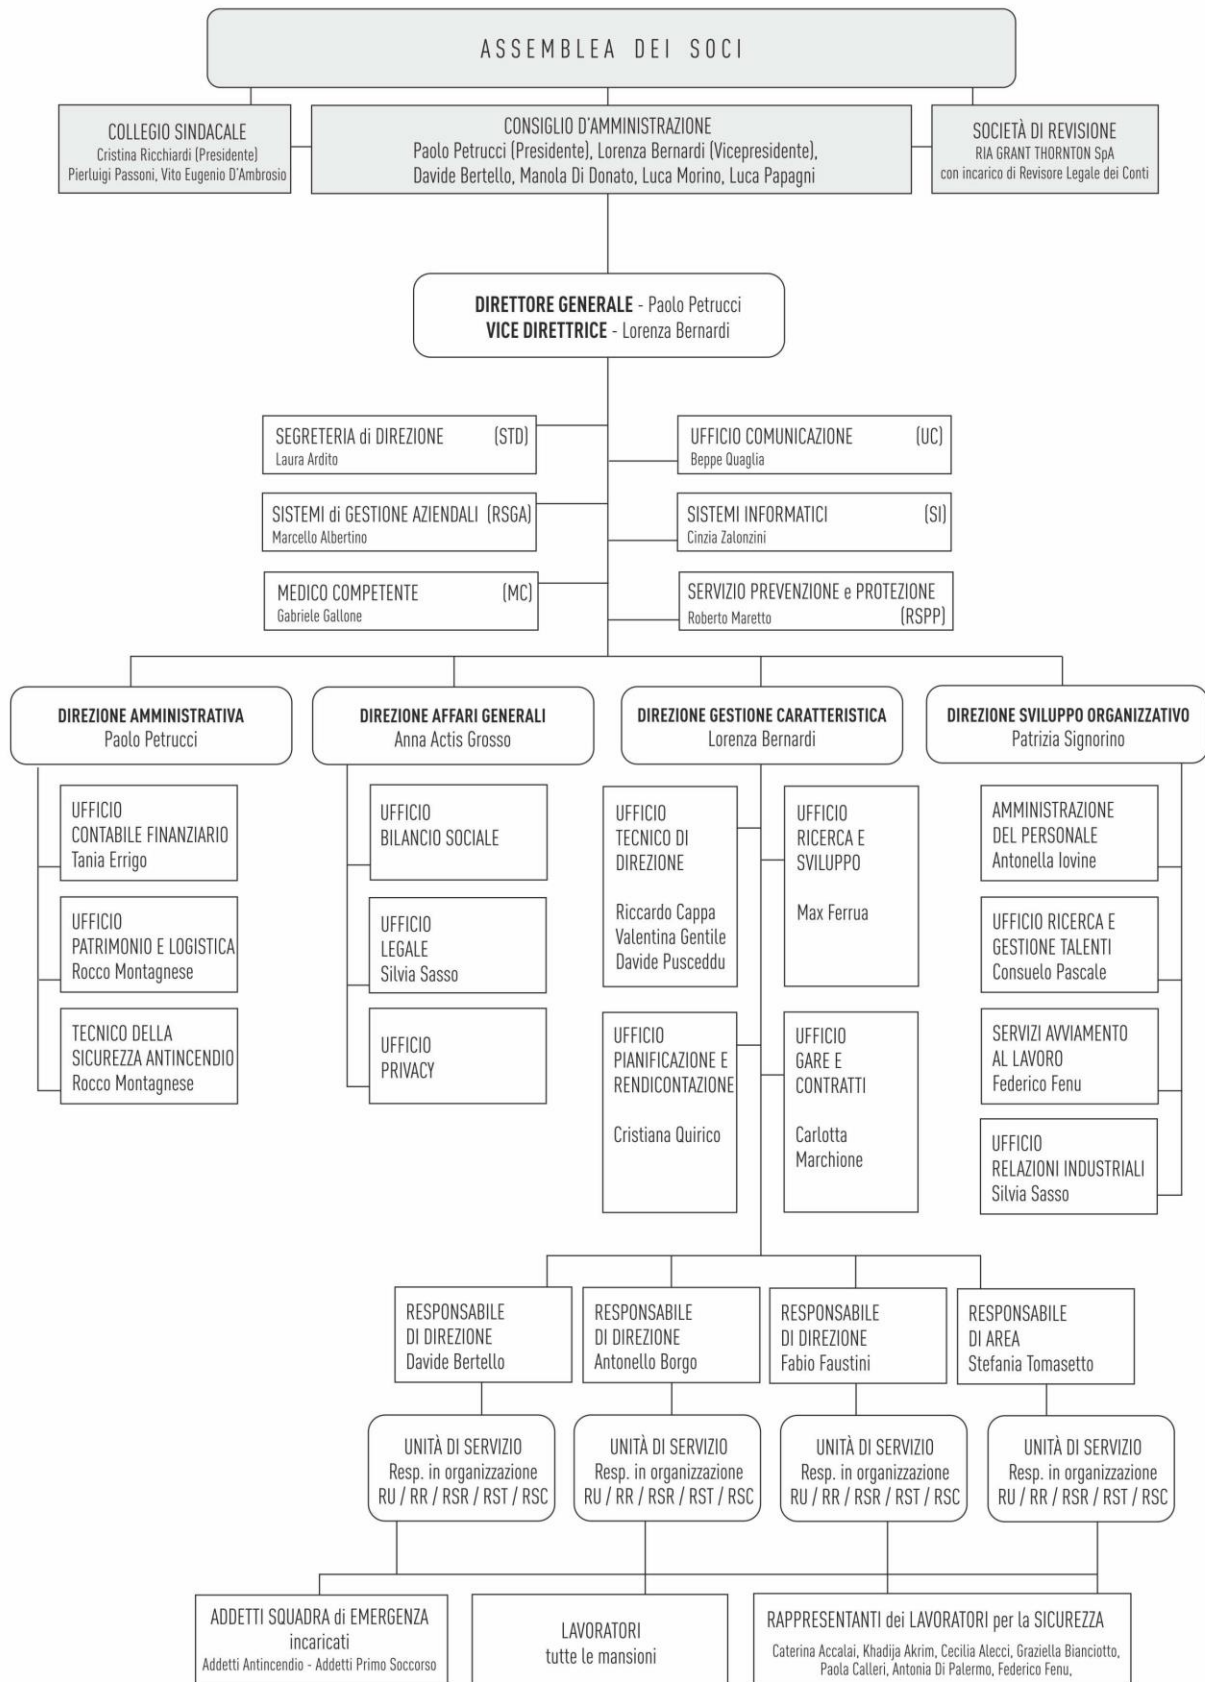 ASSEMBLEA DEI SOCI
COLLEGIO SINDACALE
Cristina Ricchiardi (Presidente)
Pierluigi Passoni, Vito Eugenio D'Ambrosio
CONSIGLIO D'AMMINISTRAZIONE
Paolo Petrucci (Presidente), Lorenza Bernardi (Vicepresidente),
Davide Bertello, Manola Di Donato, Luca Morino, Luca Papagni
SOCIETÀ DI REVISIONE
RIA GRANT THORNTON SpA
con incarico di Revisore Legale dei Conti
DIRETTORE GENERALE - Paolo Petrucci
VICE DIRETTRICE - Lorenza Bernardi
SEGRETERIA di DIREZIONE (STD)
Laura Ardito
UFFICIO COMUNICAZIONE (UC)
Beppe Quaglia
SISTEMI di GESTIONE AZIENDALI (RSGA)
Marcello Albertino
SISTEMI INFORMATICI (SI)
Cinzia Zalonzini
MEDICO COMPETENTE (MC)
Gabriele Gallone
SERVIZIO PREVENZIONE e PROTEZIONE
Roberto Maretto (RSPP)
DIREZIONE AMMINISTRATIVA
Paolo Petrucci
DIREZIONE AFFARI GENERALI
Anna Actis Grosso
DIREZIONE GESTIONE CARATTERISTICA
Lorenza Bernardi
DIREZIONE SVILUPPO ORGANIZZATIVO
Patrizia Signorino
UFFICIO
CONTABILE FINANZIARIO
Tania Errigo
UFFICIO
PATRIMONIO E LOGISTICA
Rocco Montagnese
TECNICO DELLA
SICUREZZA ANTINCENDIO
Rocco Montagnese
UFFICIO
BILANCIO SOCIALE
UFFICIO
LEGALE
Silvia Sasso
UFFICIO
PRIVACY
UFFICIO
TECNICO DI
DIREZIONE
Riccardo Cappa
Valentina Gentile
Davide Pusceddu
UFFICIO
RICERCA E
SVILUPPO
Max Ferrua
UFFICIO
PIANIFICAZIONE E
RENDICONTAZIONE
Cristiana Quirico
UFFICIO
GARE E
CONTRATTI
Carlotta
Marchione
AMMINISTRAZIONE
DEL PERSONALE
Antonella Iovine
UFFICIO RICERCA E
GESTIONE TALENTI
Consuelo Pascale
SERVIZI AVVIAMENTO
AL LAVORO
Federico Fenu
UFFICIO
RELAZIONI INDUSTRIALI
Silvia Sasso
RESPONSABILE
DI DIREZIONE
Davide Bertello
RESPONSABILE
DI DIREZIONE
Antonello Borgo
RESPONSABILE
DI DIREZIONE
Fabio Faustini
RESPONSABILE
DI AREA
Stefania Tomasetto
UNITÀ DI SERVIZIO
Resp. in organizzazione
RU / RR / RSR / RST / RSC
UNITÀ DI SERVIZIO
Resp. in organizzazione
RU / RR / RSR / RST / RSC
UNITÀ DI SERVIZIO
Resp. in organizzazione
RU / RR / RSR / RST / RSC
UNITÀ DI SERVIZIO
Resp. in organizzazione
RU / RR / RSR / RST / RSC
ADDETTI SQUADRA di EMERGENZA
incaricati
Addetti Antincendio - Addetti Primo Soccorso
LAVORATORI
tutte le mansioni
RAPPRESENTANTI dei LAVORATORI per la SICUREZZA
Caterina Accalai, Khadija Akrim, Cecilia Alecci, Graziella Bianciotto,
Paola Calleri, Antonia Di Palermo, Federico Fenu,